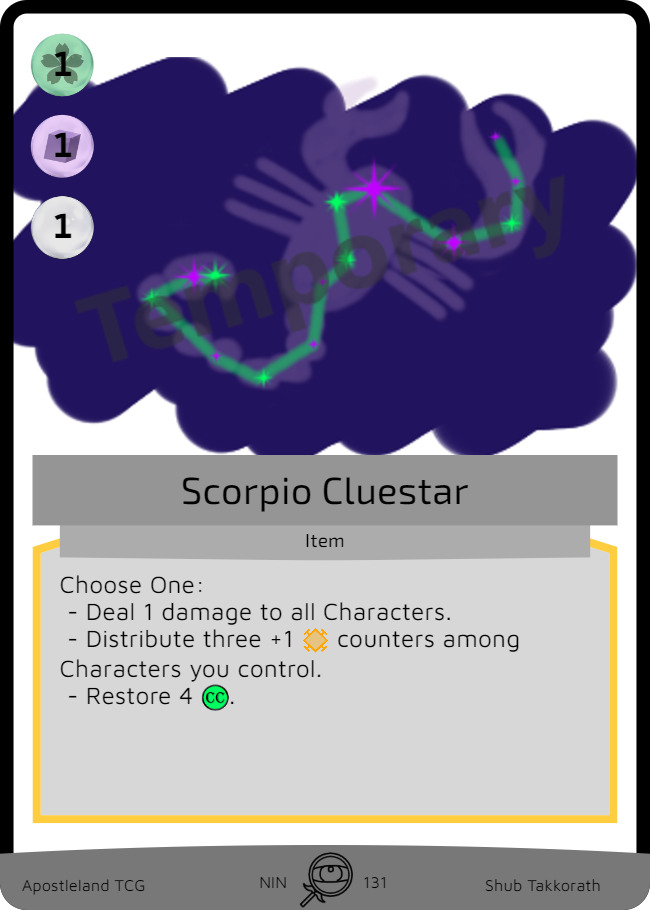 1
1
1
Temporary
Scorpio Cluestar
Item
Choose One:
- Deal 1 damage to all Characters.
- Distribute three +1 counters among
Characters you control.
- Restore 4 CC.
Apostleland TCG
NIN 131
Shub Takkorath